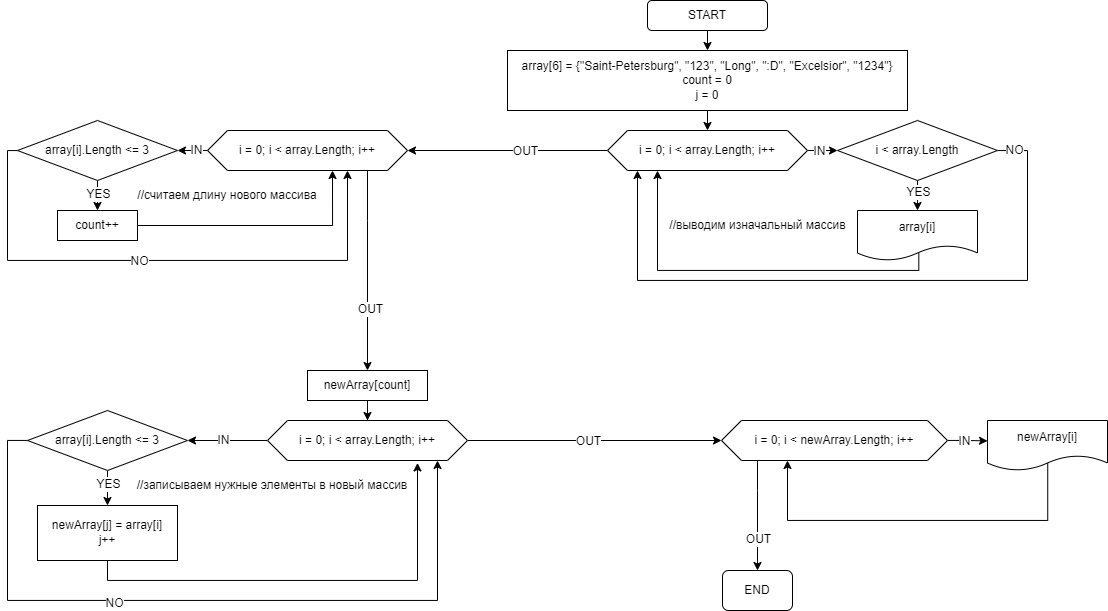 START
array[6] = {"Saint-Petersburg", "123", "Long", ":D", "Excelsior", "1234"}
count = 0
j = 0
i = 0; i < array.Length; i++
IN
i < array.Length
NO
YES
array[i]
//выводим изначальный массив
OUT
i = 0; i < array.Length; i++
IN
array[i].Length <= 3
YES
count++
//считаем длину нового массива
NO
OUT
newArray[count]
i = 0; i < array.Length; i++
IN
array[i].Length <= 3
YES
newArray[j] = array[i]
j++
//записываем нужные элементы в новый массив
NO
OUT
i = 0; i < newArray.Length; i++
IN
newArray[i]
OUT
END